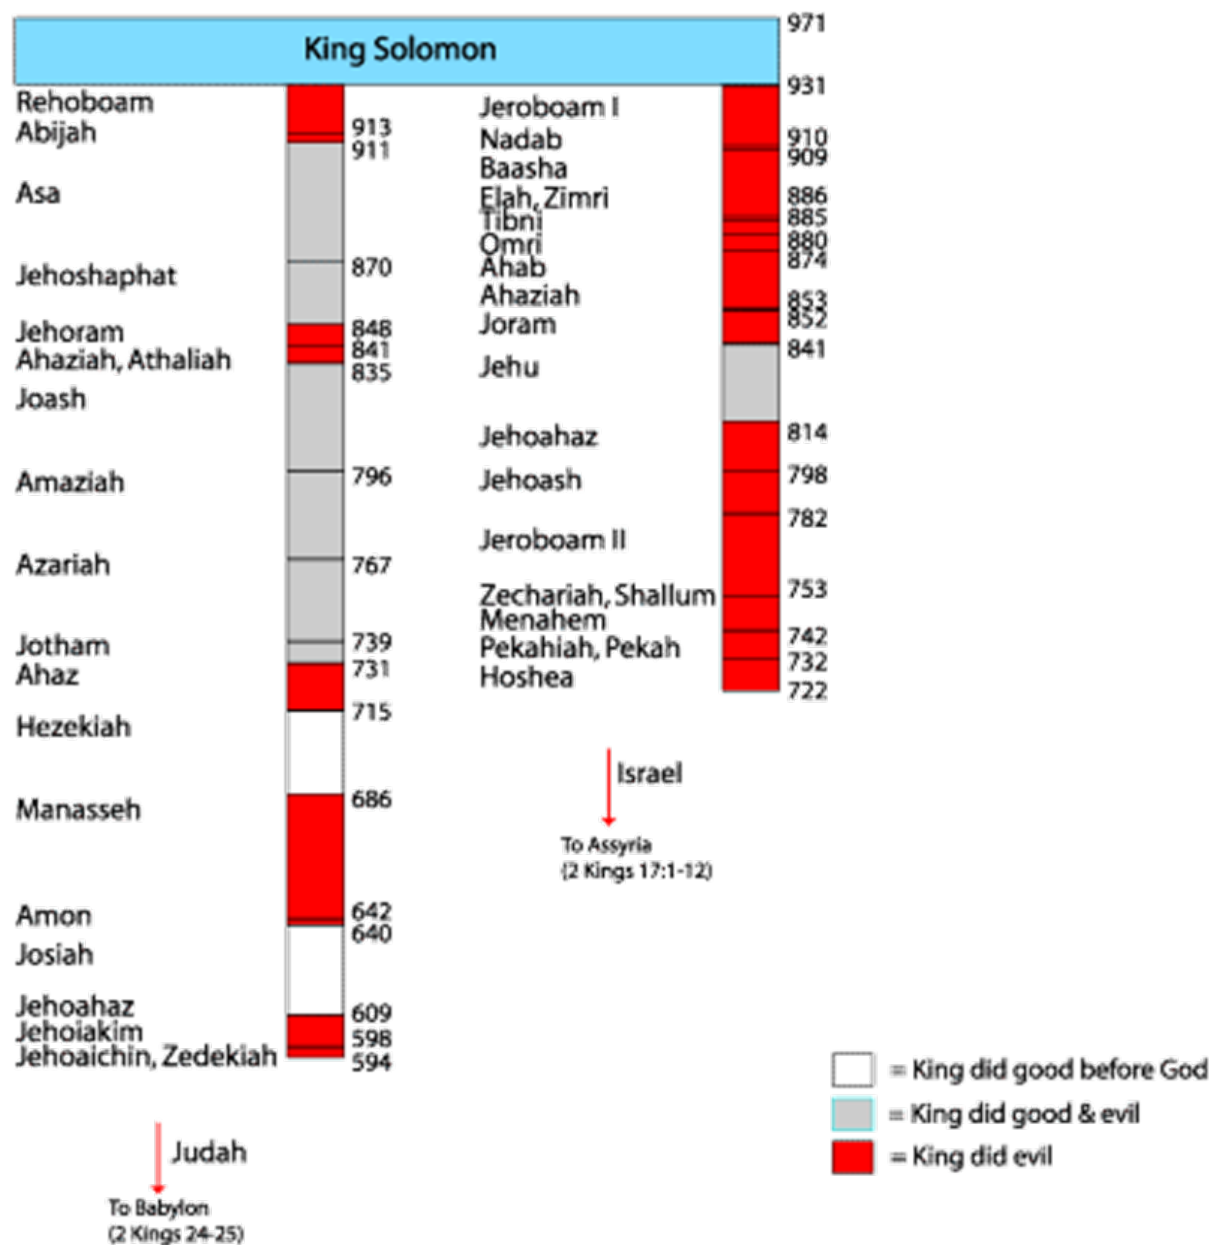 King Solomon
971
931
Rehoboam
Abijah
913
911
Asa
870
Jehoshaphat
848
Jehoram
841
Ahaziah, Athaliah
835
Joash
796
Amaziah
767
Azariah
739
Jotham
731
Ahaz
715
Hezekiah
686
Manasseh
642
Amon
640
Josiah
609
Jehoahaz
Jehoiakim
598
Jehoaichin, Zedekiah
594
Judah
To Babylon
(2 Kings 24-25)
Jeroboam I
910
Nadab
909
Baasha
886
Elah, Zimri
885
Tibni
880
Omri
874
Ahab
853
Ahaziah
852
Joram
841
Jehu
814
Jehoahaz
798
Jehoash
782
Jeroboam II
753
Zechariah, Shallum
Menahem
742
Pekahiah, Pekah
732
Hoshea
722
Israel
To Assyria
(2 Kings 17:1-12)
= King did good before God
= King did good & evil
= King did evil